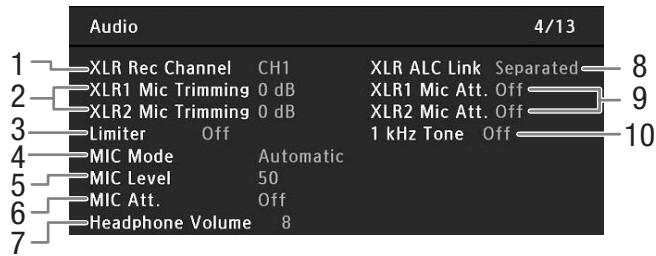 Audio 4/13
1 XLR Rec Channel CH1 XLR ALC Link Separated 8
2 XLR1 Mic Trimming 0 dB XLR1 Mic Att. Off 9
XLR2 Mic Trimming 0 dB XLR2 Mic Att. Off
3 Limiter Off 1 kHz Tone Off 10
4 MIC Mode Automatic
5 MIC Level 50
6 MIC Att. Off
7 Headphone Volume 8